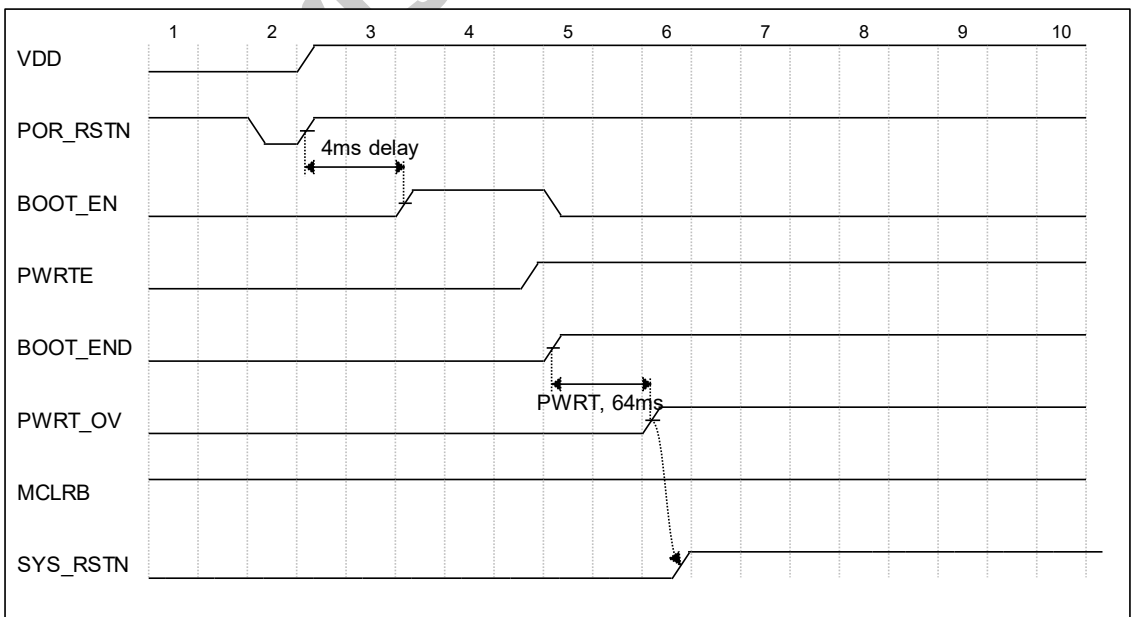 1 2 3 4 5 6 7 8 9 10
VDD
POR_RSTN
4ms delay
BOOT_EN
PWRTE
BOOT_END
PWRT, 64ms
PWRT_OV
MCLRB
SYS_RSTN